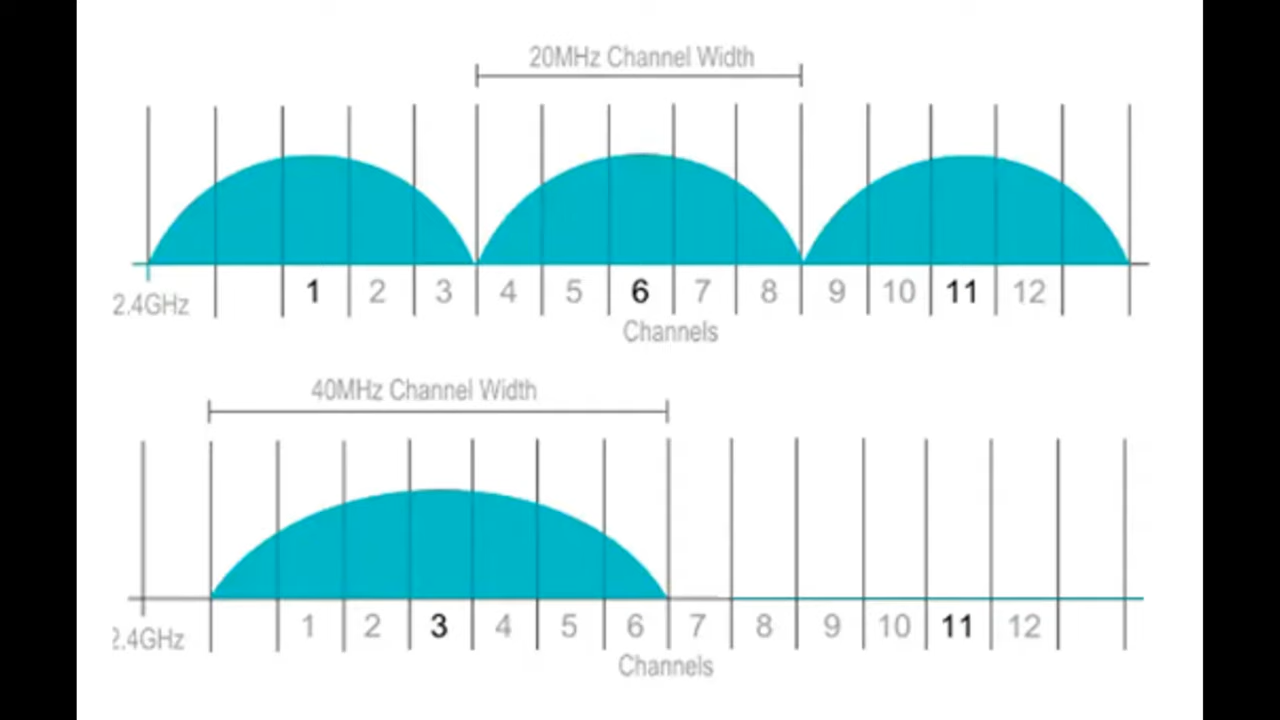 20MHz Channel Width
1 2 3 4 5 6 7 8 9 10 11 12
2.4GHz
Channels
40MHz Channel Width
1 2 3 4 5 6 7 8 9 10 11 12
2.4GHz
Channels